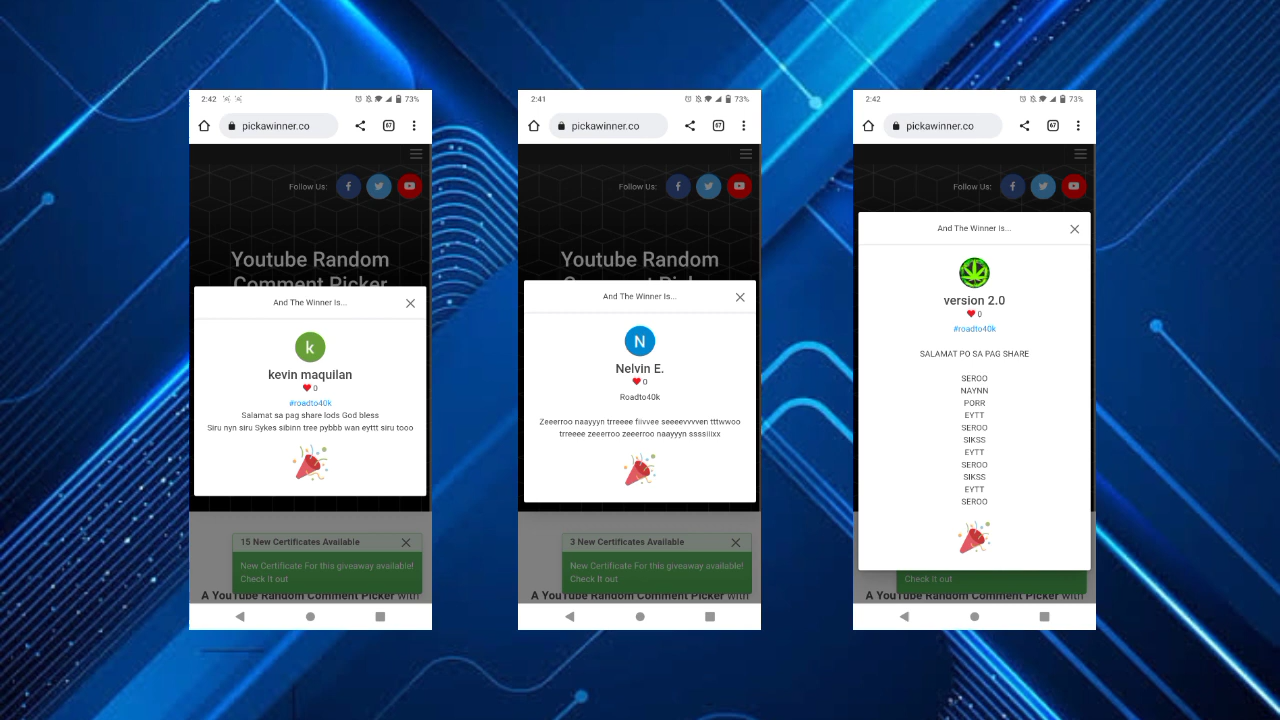 2:42
73%
pickawinner.co
67
Follow Us:
Youtube Random
Comment Picker
And The Winner Is...
k
kevin maquilan
0
#roadto40k
Salamat sa pag share lods God bless
Siru nyn siru Sykes sibinn tree pybbb wan eyttt siru tooo
15 New Certificates Available
New Certificate For this giveaway available!
Check It out
A YouTube Random Comment Picker with
2:41
73%
pickawinner.co
67
Follow Us:
Youtube Random
Comment Picker
And The Winner Is...
N
Nelvin E.
0
Roadto40k
Zeeerroo naayyyn trreeee fiivvee seeeevvvven tttwwoo
trreeee zeeerroo zeeerroo naayyyn ssssiiixx
3 New Certificates Available
New Certificate For this giveaway available!
Check It out
A YouTube Random Comment Picker with
2:42
73%
pickawinner.co
67
Follow Us:
And The Winner Is...
version 2.0
0
#roadto40k
SALAMAT PO SA PAG SHARE
SEROO
NAYNN
PORR
EYTT
SEROO
SIKSS
EYTT
SEROO
SIKSS
EYTT
SEROO
Check It out
A YouTube Random Comment Picker with